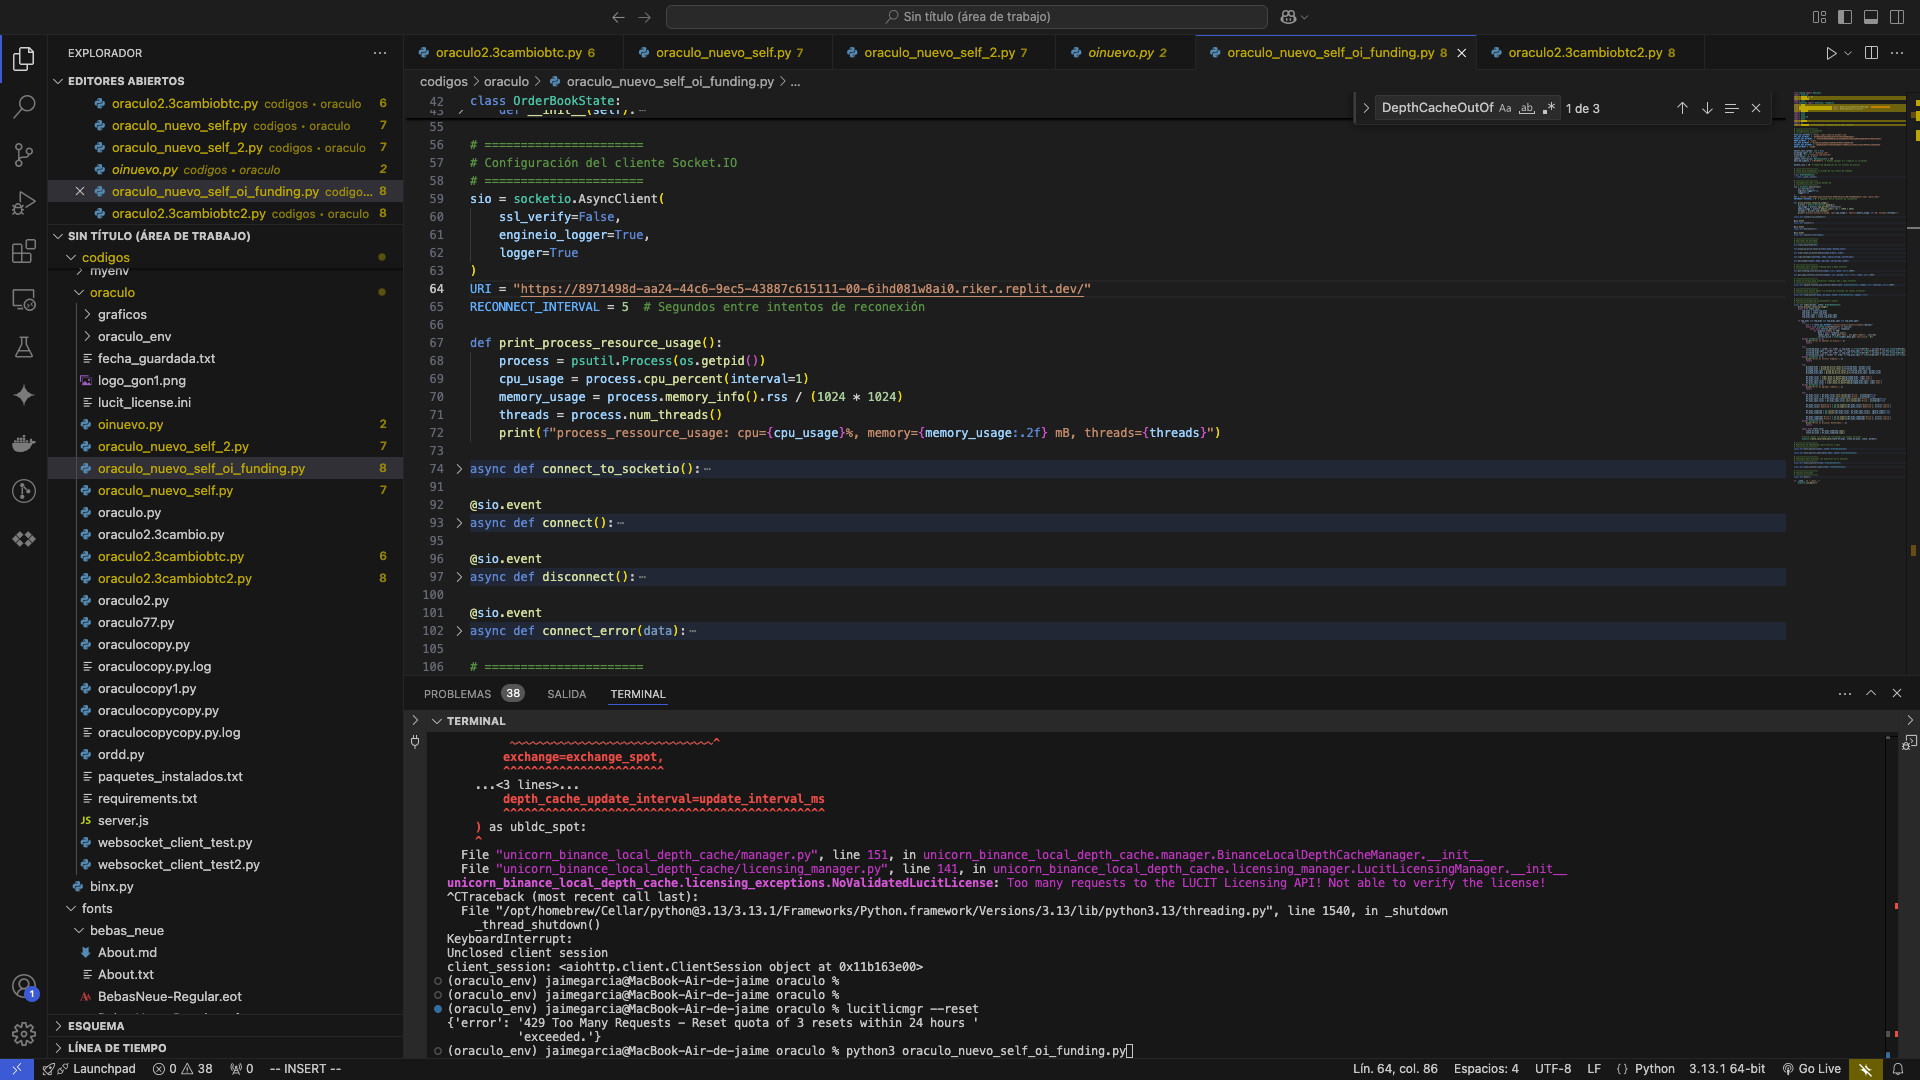 Sin título (área de trabajo)
EXPLORADOR
EDITORES ABIERTOS
oraculo2.3cambiobtc.py codigos • oraculo 6
oraculo_nuevo_self.py codigos • oraculo 7
oraculo_nuevo_self_2.py codigos • oraculo 7
oinuevo.py codigos • oraculo 2
oraculo_nuevo_self_oi_funding.py codigo... 8
oraculo2.3cambiobtc2.py codigos • oraculo 8
SIN TÍTULO (ÁREA DE TRABAJO)
codigos
myenv
oraculo
graficos
oraculo_env
fecha_guardada.txt
logo_gon1.png
lucit_license.ini
oinuevo.py 2
oraculo_nuevo_self_2.py 7
oraculo_nuevo_self_oi_funding.py 8
oraculo_nuevo_self.py 7
oraculo.py
oraculo2.3cambio.py
oraculo2.3cambiobtc.py 6
oraculo2.3cambiobtc2.py 8
oraculo2.py
oraculo77.py
oraculocopy.py
oraculocopy.py.log
oraculocopy1.py
oraculocopycopy.py
oraculocopycopy.py.log
ordd.py
paquetes_instalados.txt
requirements.txt
JS server.js
websocket_client_test.py
websocket_client_test2.py
binx.py
fonts
bebas_neue
About.md
About.txt
BebasNeue-Regular.eot
ESQUEMA
LÍNEA DE TIEMPO
1
oraculo2.3cambiobtc.py 6
oraculo_nuevo_self.py 7
oraculo_nuevo_self_2.py 7
oinuevo.py 2
oraculo_nuevo_self_oi_funding.py 8
oraculo2.3cambiobtc2.py 8
codigos > oraculo > oraculo_nuevo_self_oi_funding.py > ...
DepthCacheOutOf Aa ab 1 de 3
42 class OrderBookState:
43 def __init__(self): ⋯
55
56 # ======================
57 # Configuración del cliente Socket.IO
58 # ======================
59 sio = socketio.AsyncClient(
60 ssl_verify=False,
61 engineio_logger=True,
62 logger=True
63 )
64 URI = "https://8971498d-aa24-44c6-9ec5-43887c615111-00-6ihd081w8ai0.riker.replit.dev/"
65 RECONNECT_INTERVAL = 5  # Segundos entre intentos de reconexión
66
67 def print_process_resource_usage():
68 process = psutil.Process(os.getpid())
69 cpu_usage = process.cpu_percent(interval=1)
70 memory_usage = process.memory_info().rss / (1024 * 1024)
71 threads = process.num_threads()
72 print(f"process_ressource_usage: cpu={cpu_usage}%, memory={memory_usage:.2f} mB, threads={threads}")
73
74 async def connect_to_socketio(): ⋯
91
92 @sio.event
93 async def connect(): ⋯
95
96 @sio.event
97 async def disconnect(): ⋯
100
101 @sio.event
102 async def connect_error(data): ⋯
105
106 # ======================
PROBLEMAS 38 SALIDA TERMINAL
TERMINAL
~~~~~~~~~~~~~~~~~~~~~~~~~~~~^
exchange=exchange_spot,
^^^^^^^^^^^^^^^^^^^^^^^
...<3 lines>...
depth_cache_update_interval=update_interval_ms
^^^^^^^^^^^^^^^^^^^^^^^^^^^^^^^^^^^^^^^^^^^^^^
) as ubldc_spot:
^
File "unicorn_binance_local_depth_cache/manager.py", line 151, in unicorn_binance_local_depth_cache.manager.BinanceLocalDepthCacheManager.__init__
File "unicorn_binance_local_depth_cache/licensing_manager.py", line 141, in unicorn_binance_local_depth_cache.licensing_manager.LucitLicensingManager.__init__
unicorn_binance_local_depth_cache.licensing_exceptions.NoValidatedLucitLicense: Too many requests to the LUCIT Licensing API! Not able to verify the license!
^CTraceback (most recent call last):
File "/opt/homebrew/Cellar/python@3.13/3.13.1/Frameworks/Python.framework/Versions/3.13/lib/python3.13/threading.py", line 1540, in _shutdown
_thread_shutdown()
KeyboardInterrupt:
Unclosed client session
client_session: <aiohttp.client.ClientSession object at 0x11b163e00>
(oraculo_env) jaimegarcia@MacBook-Air-de-jaime oraculo %
(oraculo_env) jaimegarcia@MacBook-Air-de-jaime oraculo %
(oraculo_env) jaimegarcia@MacBook-Air-de-jaime oraculo % lucitlicmgr --reset
{'error': '429 Too Many Requests - Reset quota of 3 resets within 24 hours '
'exceeded.'}
(oraculo_env) jaimegarcia@MacBook-Air-de-jaime oraculo % python3 oraculo_nuevo_self_oi_funding.py
Launchpad 0 38 0 -- INSERT -- Lín. 64, col. 86 Espacios: 4 UTF-8 LF Python 3.13.1 64-bit Go Live